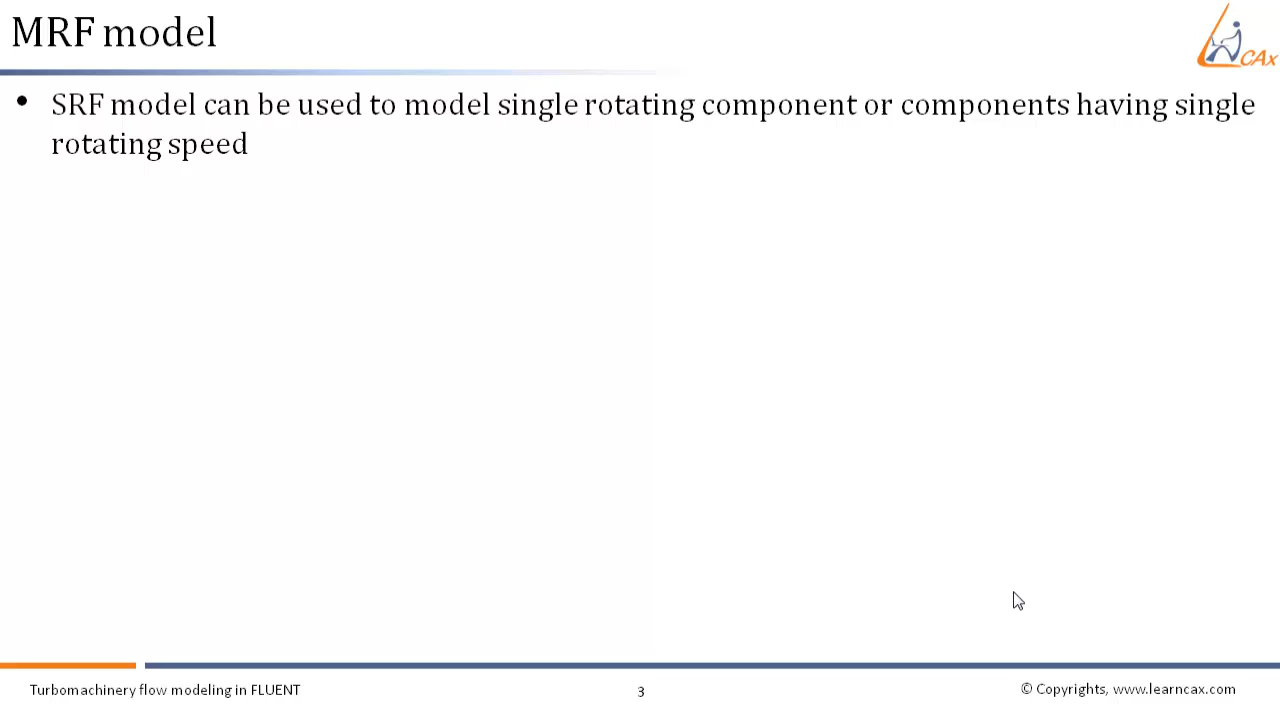 MRF model
CAx
• SRF model can be used to model single rotating component or components having single
rotating speed
Turbomachinery flow modeling in FLUENT
3
© Copyrights, www.learncax.com